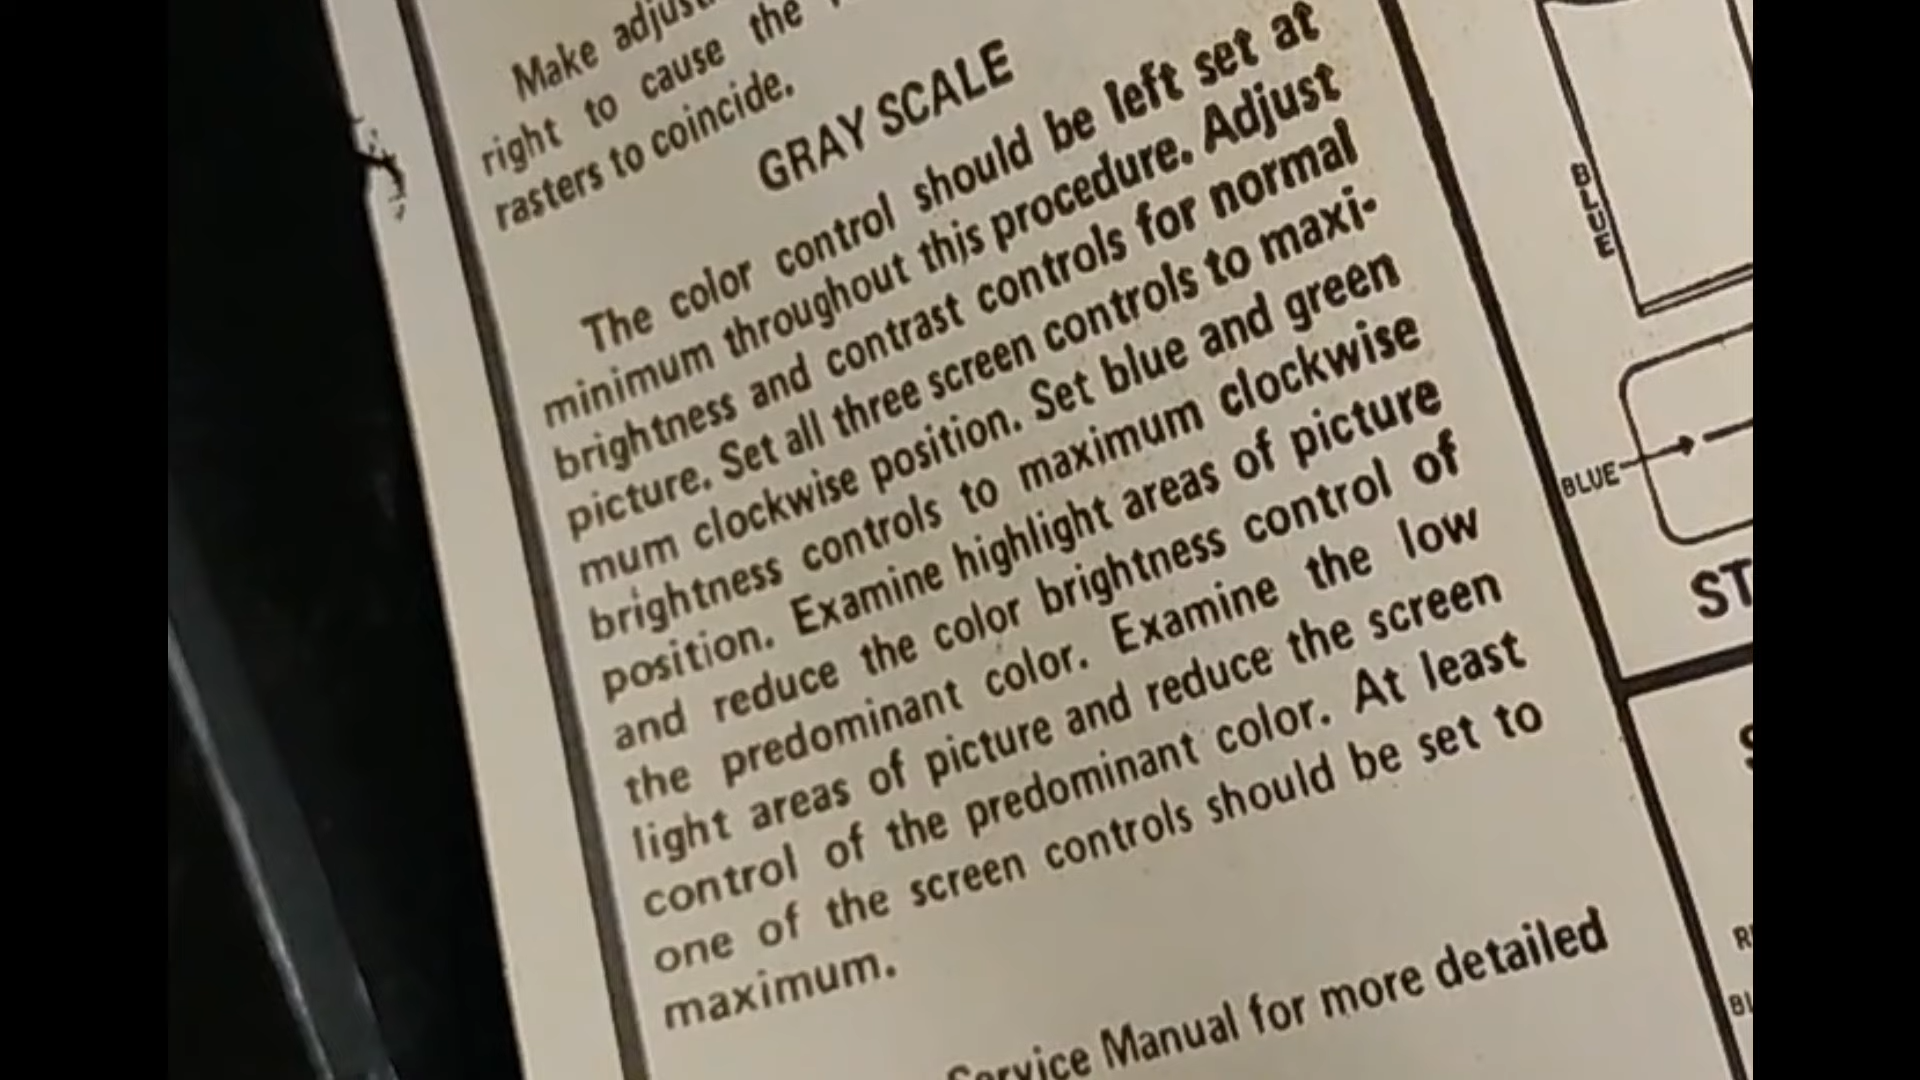 Make
right to cause the
rasters to coincide.
GRAY SCALE
The color control should be left set at
minimum throughout this procedure. Adjust
brightness and contrast controls for normal
picture. Set all three screen controls to maxi-
mum clockwise position. Set blue and green
brightness controls to maximum clockwise
position. Examine highlight areas of picture
and reduce the color brightness control of
the predominant color. Examine the low
light areas of picture and reduce the screen
control of the predominant color. At least
one of the screen controls should be set to
maximum.
Service Manual for more detailed
BLUE
BLUE